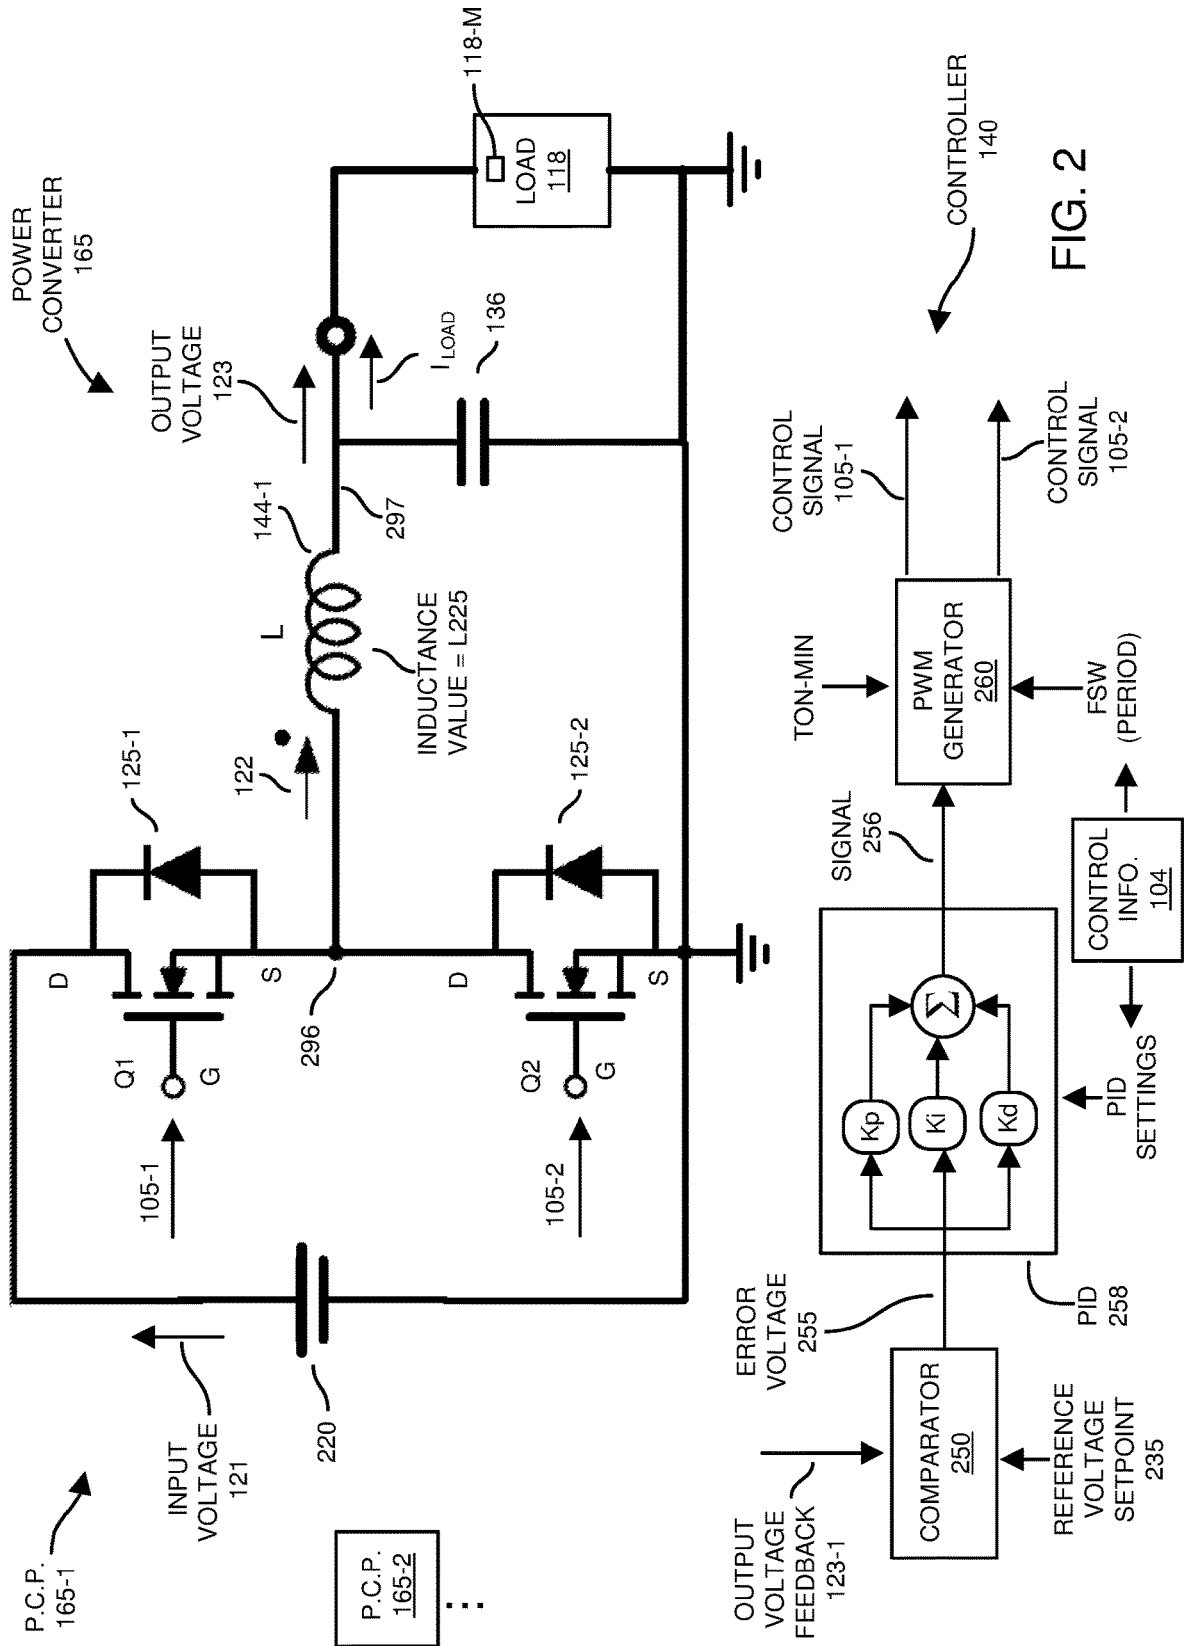 P.C.P.
165-1
POWER
CONVERTER
165
INPUT
VOLTAGE
121
220
P.C.P.
165-2
105-1
Q1
G
D
S
125-1
296
105-2
Q2
G
D
S
125-2
122
L
144-1
INDUCTANCE
VALUE = L225
297
OUTPUT
VOLTAGE
123
I LOAD
136
LOAD
118
118-M
OUTPUT
VOLTAGE
FEEDBACK
123-1
COMPARATOR
250
REFERENCE
VOLTAGE
SETPOINT
235
ERROR
VOLTAGE
255
PID
258
Kp
Ki
Kd
Σ
PID
SETTINGS
CONTROL
INFO.
104
SIGNAL
256
TON-MIN
PWM
GENERATOR
260
FSW
(PERIOD)
CONTROL
SIGNAL
105-1
CONTROL
SIGNAL
105-2
CONTROLLER
140
FIG. 2